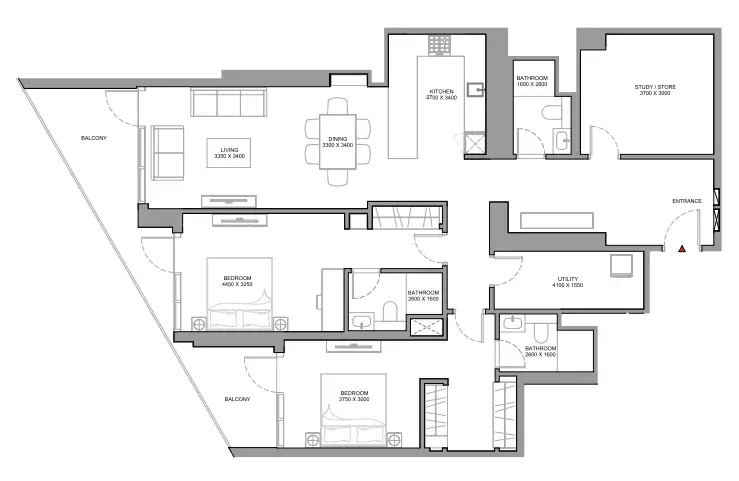 BATHROOM
1600 X 2600
STUDY / STORE
3700 X 3000
KITCHEN
2700 X 3400
BALCONY
LIVING
3350 X 3400
DINING
3300 X 3400
ENTRANCE
BEDROOM
4450 X 3250
UTILITY
4100 X 1550
BATHROOM
2600 X 1600
BATHROOM
2600 X 1600
BEDROOM
3750 X 3000
BALCONY